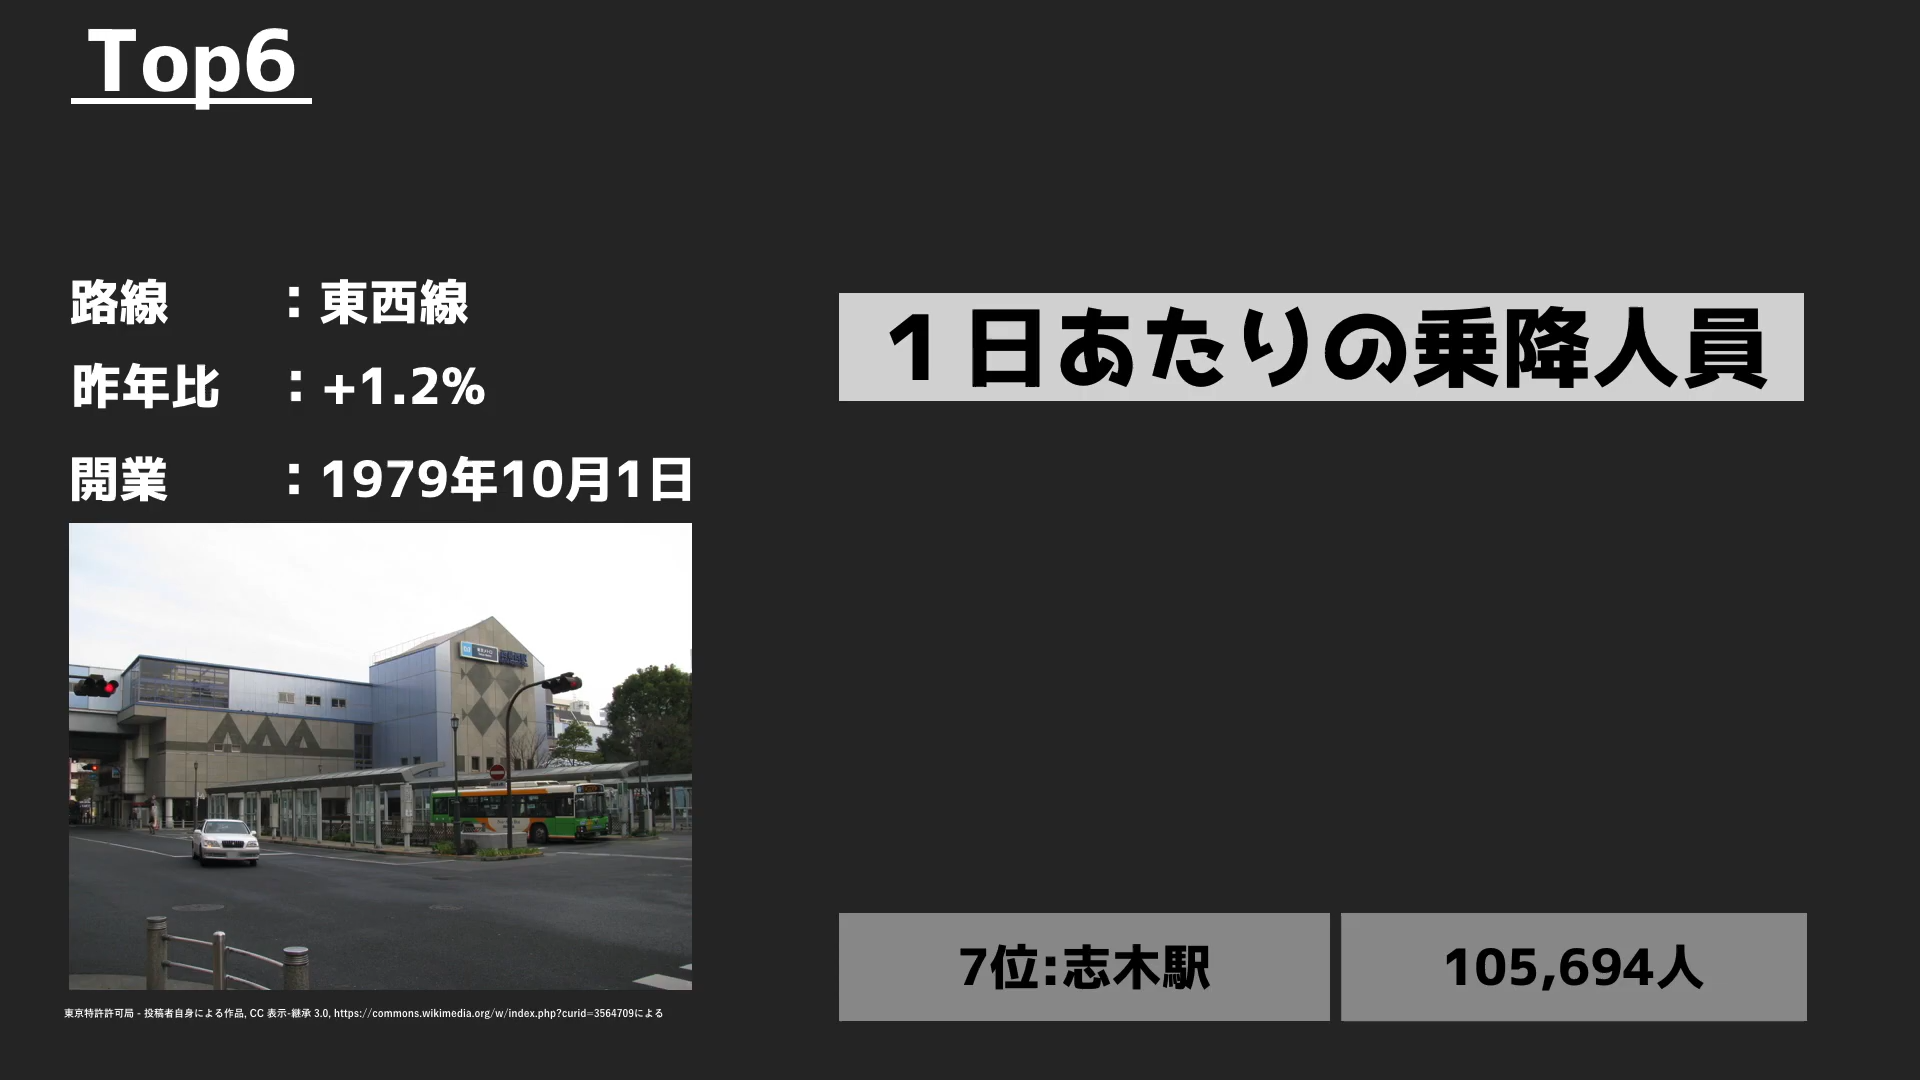 Top6
路線 ：東西線
昨年比 ：+1.2%
開業 ：1979年10月1日
１日あたりの乗降人員
7位:志木駅 105,694人
東京特許許可局 - 投稿者自身による作品, CC 表示-継承 3.0, https://commons.wikimedia.org/w/index.php?curid=3564709による